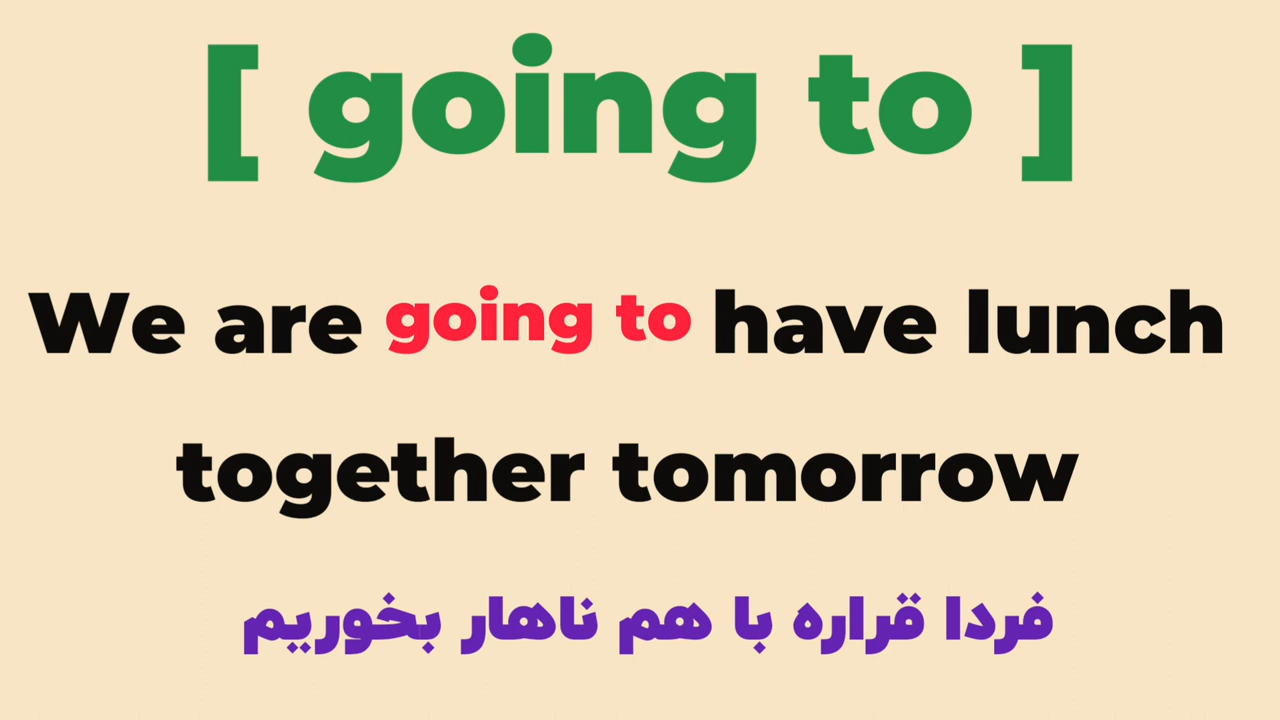 [ going to ]
We are going to have lunch
together tomorrow
فردا قراره با هم ناهار بخوریم